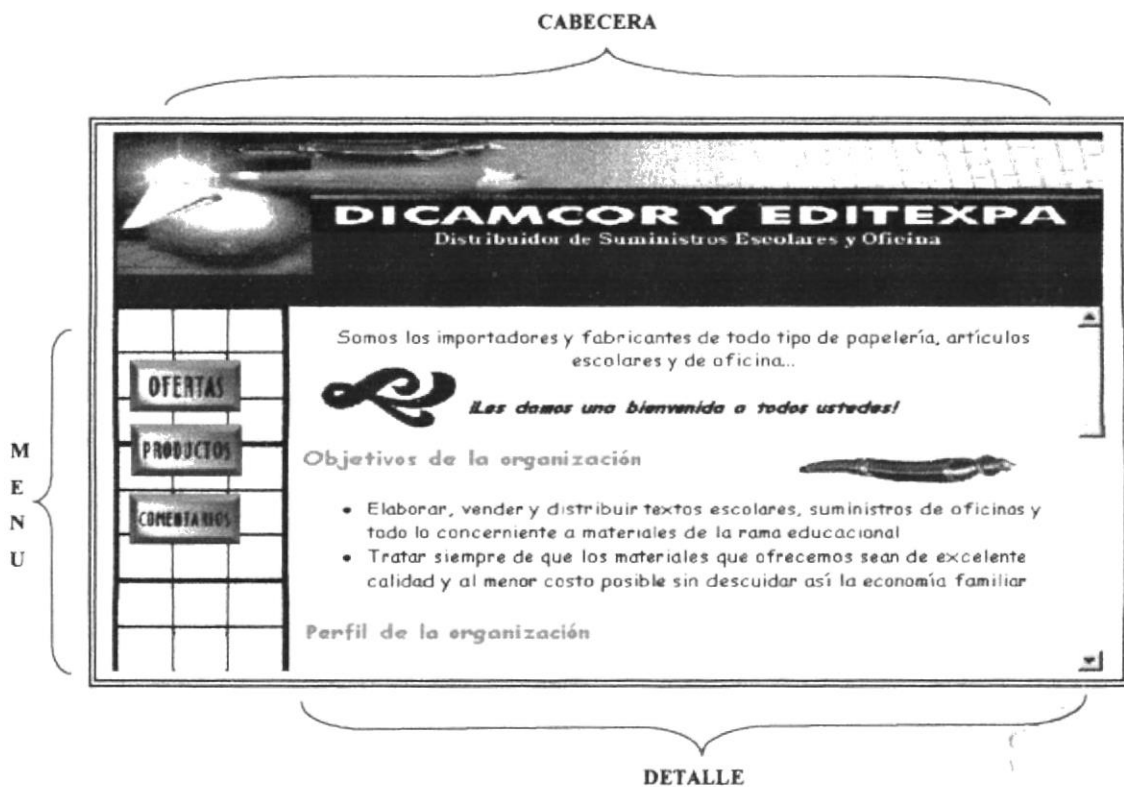 CABECERA
DICAMCOR Y EDITEXPA
Distribuidor de Suministros Escolares y Oficina
Somos los importadores y fabricantes de todo tipo de papelería, artículos
escolares y de oficina...
¡Les damos una bienvenida a todos ustedes!
OFERTAS
PRODUCTOS
COMENTARIOS
M
E
N
U
Objetivos de la organización
• Elaborar, vender y distribuir textos escolares, suministros de oficinas y
todo lo concerniente a materiales de la rama educacional
• Tratar siempre de que los materiales que ofrecemos sean de excelente
calidad y al menor costo posible sin descuidar así la economía familiar
Perfil de la organización
DETALLE